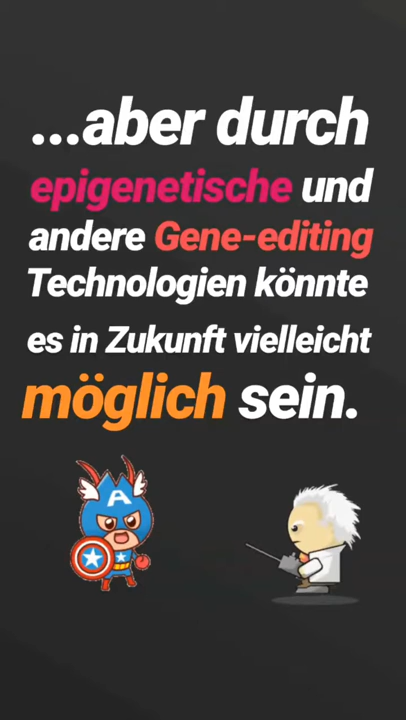 ...aber durch
epigenetische und
andere Gene-editing
Technologien könnte
es in Zukunft vielleicht
möglich sein.
A